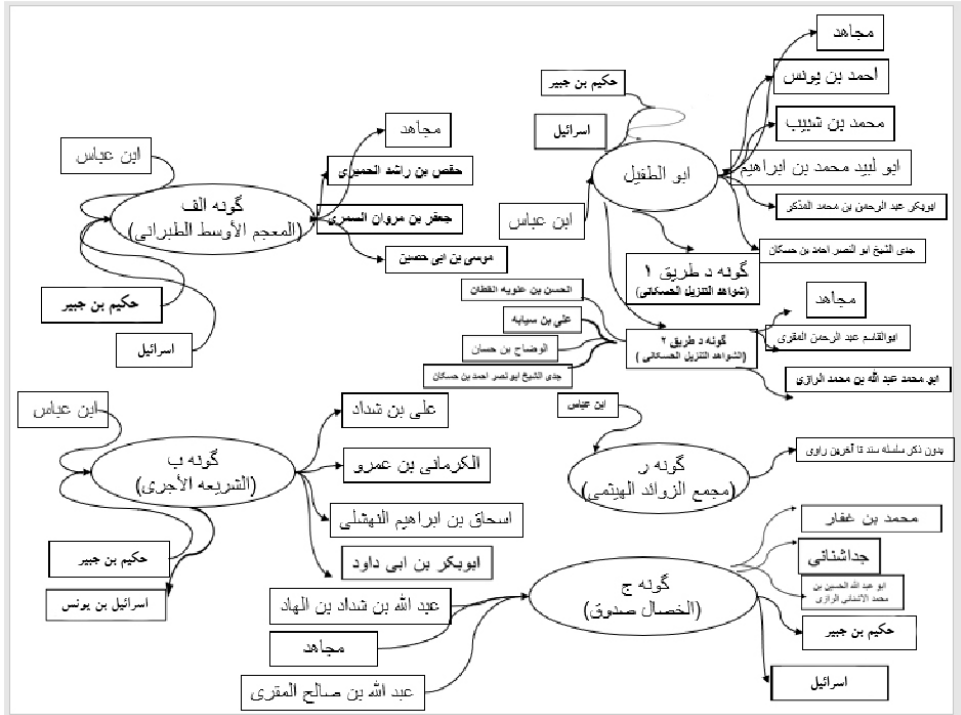 مجاهد
احمد بن یونس
محمد بن شبیب
ابو لبید محمد بن ابراهیم
ابوبکر عبد الرحمن بن محمد المذکر
جدی الشیخ ابو النصر احمد بن حسکان
حکیم بن جبیر
اسرائیل
ابو الطفیل
ابن عباس
گونه د طریق ۱
(شواهد التنزیل الحسکانی)
مجاهد
ابوالقاسم عبد الرحمن المقری
ابو محمد عبد الله بن محمد الرازی
گونه د طریق ۲
(الشواهد التنزیل الحسکانی )
الحسن بن علویه القطان
علی بن سیابه
الوضاح بن حسان
جدی الشیخ ابونصر احمد بن حسکان
مجاهد
حفص بن راشد الحمیری
جعفر بن مروان السمری
موسی بن ابی حصین
ابن عباس
گونه الف
(المعجم الأوسط الطبرانی)
حکیم بن جبیر
اسرائیل
ابن عباس
گونه ر
(مجمع الزوائد الهیثمی)
بدون ذکر سلسله سند تا آخرین راوی
علی بن شداد
الکرمانی بن عمرو
اسحاق بن ابراهیم النهشلی
ابوبکر بن ابی داود
ابن عباس
گونه ب
(الشریعه الأجری)
حکیم بن جبیر
اسرائیل بن یونس
محمد بن غفار
جداشنانی
ابو عبد الله الحسین بن
محمد الاشنانی الرازی
حکیم بن جبیر
اسرائیل
گونه ج
(الخصال صدوق)
عبد الله بن شداد بن الهاد
مجاهد
عبد الله بن صالح المقری